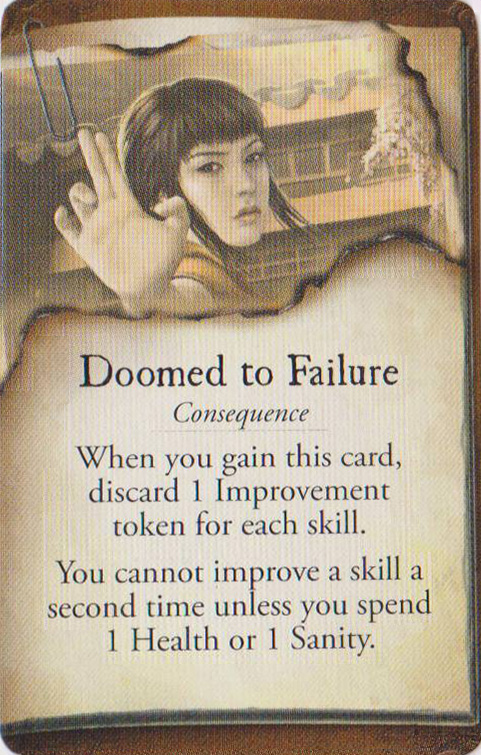 Doomed to Failure
Consequence
When you gain this card,
discard 1 Improvement
token for each skill.
You cannot improve a skill a
second time unless you spend
1 Health or 1 Sanity.